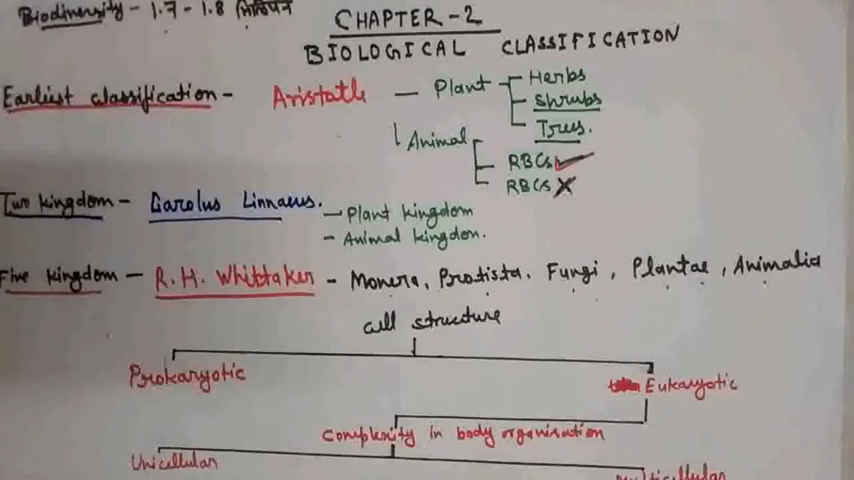 Biodiversity - 1.7 - 1.8 मिलियन
CHAPTER-2
BIOLOGICAL CLASSIFICATION
Earliest classification - Aristotle — Plant - Herbs
- Shrubs
- Trees.
Animal
- RBCs ✓
- RBCs ✗
Two kingdom - Carolus Linnaeus. - Plant kingdom
- Animal kingdom.
Five kingdom - R. H. Whittaker - Monera, Protista, Fungi, Plantae, Animalia
cell structure
Prokaryotic Eukaryotic
Complexity in body organisation
Unicellular Multicellular